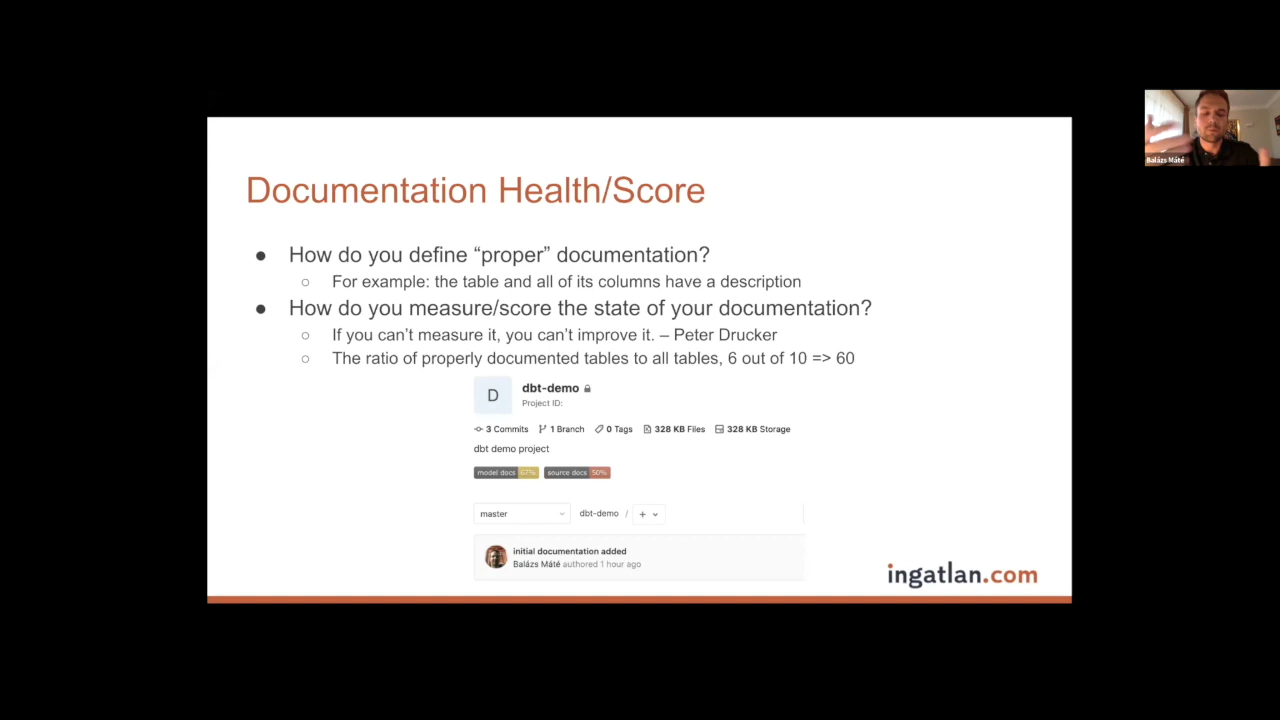 Documentation Health/Score
● How do you define “proper” documentation?
○ For example: the table and all of its columns have a description
● How do you measure/score the state of your documentation?
○ If you can’t measure it, you can’t improve it. – Peter Drucker
○ The ratio of properly documented tables to all tables, 6 out of 10 => 60
D
dbt-demo
Project ID:
3 Commits 1 Branch 0 Tags 328 KB Files 328 KB Storage
dbt demo project
model docs 67% source docs 50%
master dbt-demo / +
initial documentation added
Balázs Máté authored 1 hour ago
ingatlan.com
Balázs Máté